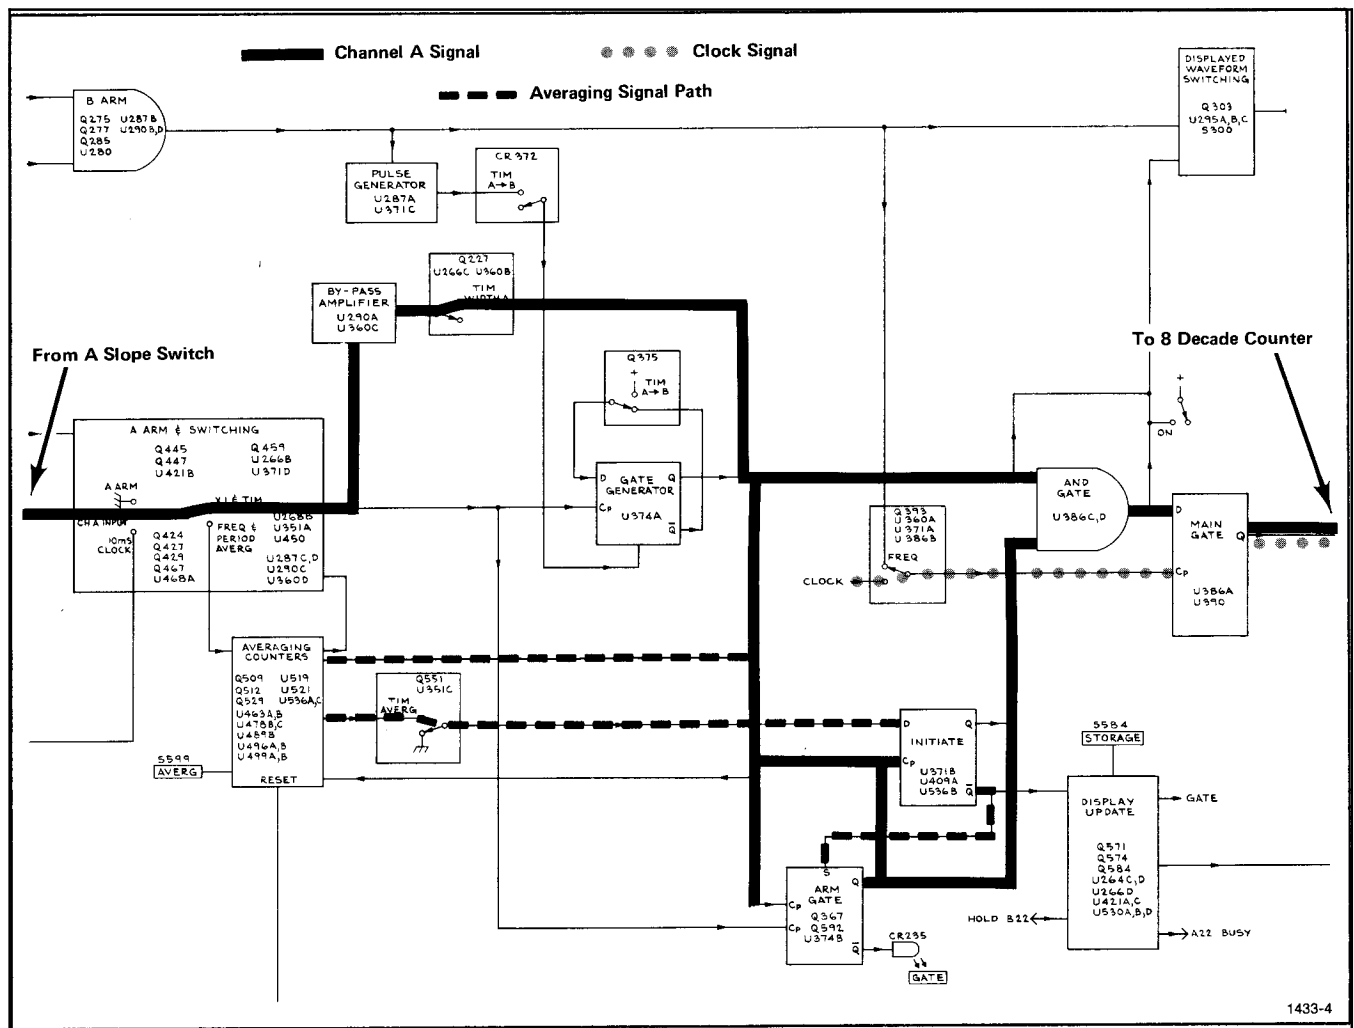 Channel A Signal
Clock Signal
Averaging Signal Path
DISPLAYED
WAVEFORM
SWITCHING
Q303
U295A,B,C
S300
B ARM
Q275 U287B
Q277 U290B,D
Q285
U280
PULSE
GENERATOR
U287A
U371C
CR372
TIM
A→B
Q227
U266C U360B
TIM
WIDTH A
BY-PASS
AMPLIFIER
U290A
U360C
From A Slope Switch
To 8 Decade Counter
Q375
+
TIM
A→B
+
ON
A ARM & SWITCHING
Q445 Q459
Q447 U266B
U421B U371D
A ARM
X1 & TIM
CH A INPUT
10mS
CLOCK
FREQ &
PERIOD
AVERG
Q424
Q427
Q429
Q467
U468A
U268B
U351A
U450
U287C,D
U290C
U360D
D GATE Q
GENERATOR
Cp
U374A
Q̅
AND
GATE
U386C,D
Q393
U360A
U371A
U386B
FREQ
CLOCK
D
MAIN
GATE
Q
Cp
U386A
U390
AVERAGING
COUNTERS
Q509 U519
Q512 U521
Q529 U536A,C
U463A,B
U478B,C
U489B
U496A,B
U499A,B
RESET
S599
AVERG
Q551
U351C
TIM
AVERG
D Q
INITIATE
Cp
U371B
U409A
U536B
Q̅
S584
STORAGE
DISPLAY
UPDATE
Q571
Q574
Q584
U264C,D
U266D
U421A,C
U530A,B,D
GATE
HOLD B22
A22 BUSY
S
ARM
GATE
Q
Cp
Q367
Cp
Q592
U374B
Q̅
CR235
GATE
1433-4